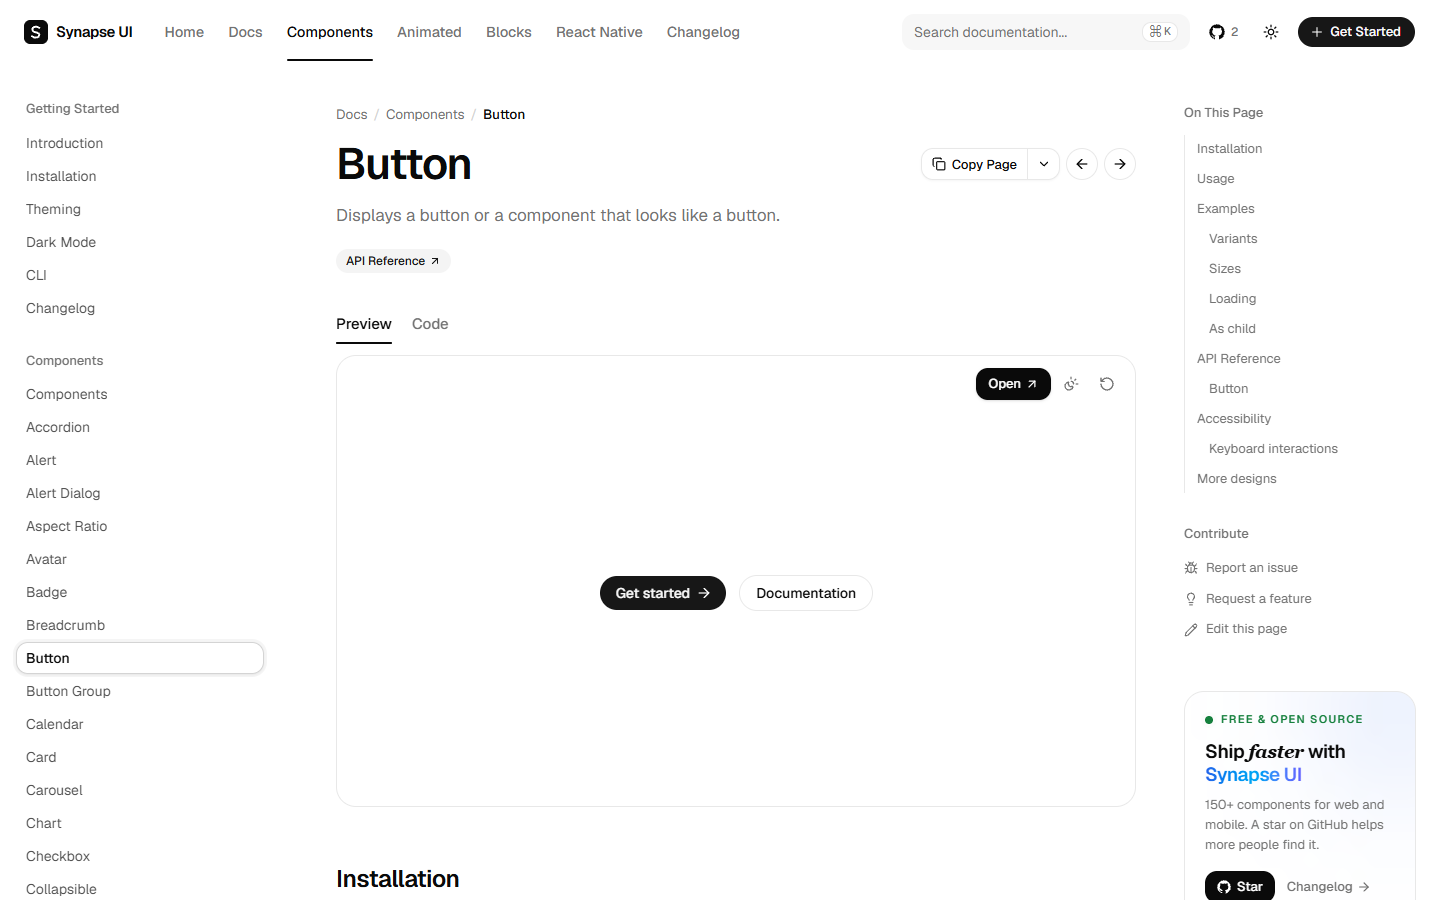 Synapse UI
Home
Docs
Components
Animated
Blocks
React Native
Changelog
Search documentation...
⌘K
2
Get Started
Getting Started
Introduction
Installation
Theming
Dark Mode
CLI
Changelog
Components
Components
Accordion
Alert
Alert Dialog
Aspect Ratio
Avatar
Badge
Breadcrumb
Button
Button Group
Calendar
Card
Carousel
Chart
Checkbox
Collapsible
Docs / Components / Button
Button
Copy Page
Displays a button or a component that looks like a button.
API Reference
Preview
Code
Open
Get started
Documentation
Installation
On This Page
Installation
Usage
Examples
Variants
Sizes
Loading
As child
API Reference
Button
Accessibility
Keyboard interactions
More designs
Contribute
Report an issue
Request a feature
Edit this page
FREE & OPEN SOURCE
Ship faster with
Synapse UI
150+ components for web and
mobile. A star on GitHub helps
more people find it.
Star
Changelog